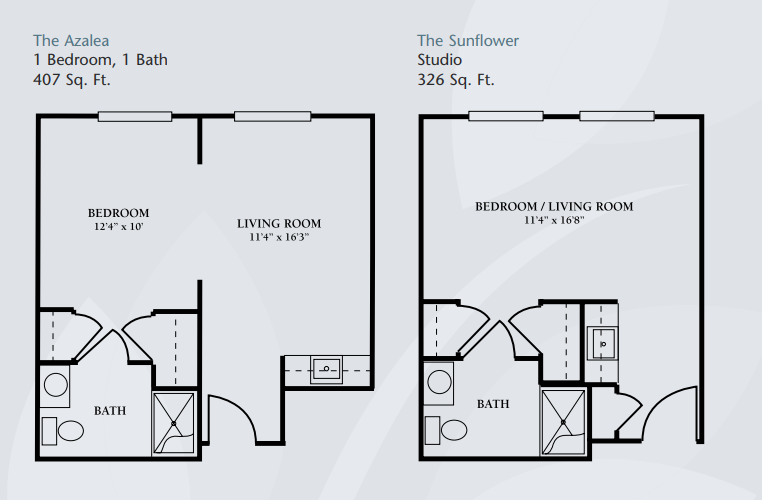 The Azalea
1 Bedroom, 1 Bath
407 Sq. Ft.
BEDROOM
12'4" x 10'
LIVING ROOM
11'4" x 16'3"
BATH
The Sunflower
Studio
326 Sq. Ft.
BEDROOM / LIVING ROOM
11'4" x 16'8"
BATH